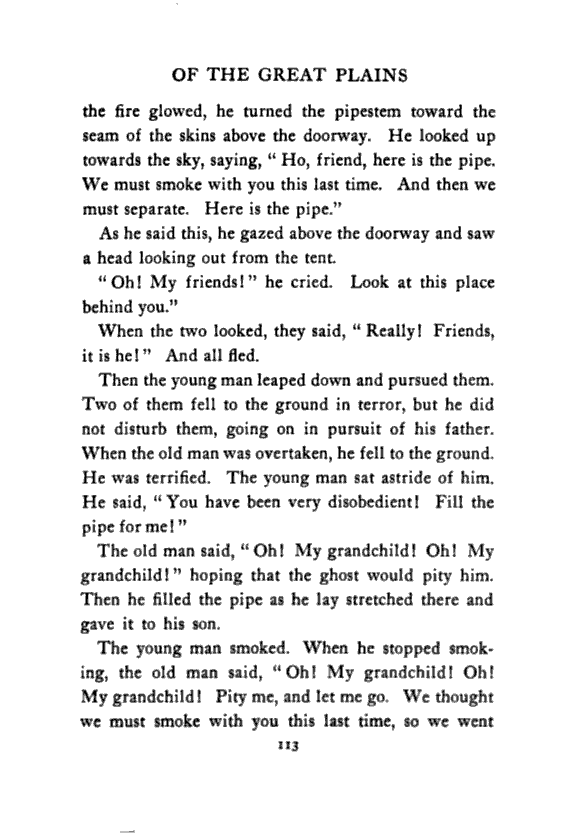 OF THE GREAT PLAINS
the fire glowed, he turned the pipestem toward the
seam of the skins above the doorway. He looked up
towards the sky, saying, “ Ho, friend, here is the pipe.
We must smoke with you this last time. And then we
must separate. Here is the pipe.”
As he said this, he gazed above the doorway and saw
a head looking out from the tent.
“ Oh! My friends! ” he cried. Look at this place
behind you.”
When the two looked, they said, “ Really! Friends,
it is he! ” And all fled.
Then the young man leaped down and pursued them.
Two of them fell to the ground in terror, but he did
not disturb them, going on in pursuit of his father.
When the old man was overtaken, he fell to the ground.
He was terrified. The young man sat astride of him.
He said, “ You have been very disobedient! Fill the
pipe for me! ”
The old man said, “ Oh! My grandchild! Oh! My
grandchild! ” hoping that the ghost would pity him.
Then he filled the pipe as he lay stretched there and
gave it to his son.
The young man smoked. When he stopped smok-
ing, the old man said, “ Oh! My grandchild! Oh!
My grandchild! Pity me, and let me go. We thought
we must smoke with you this last time, so we went
113